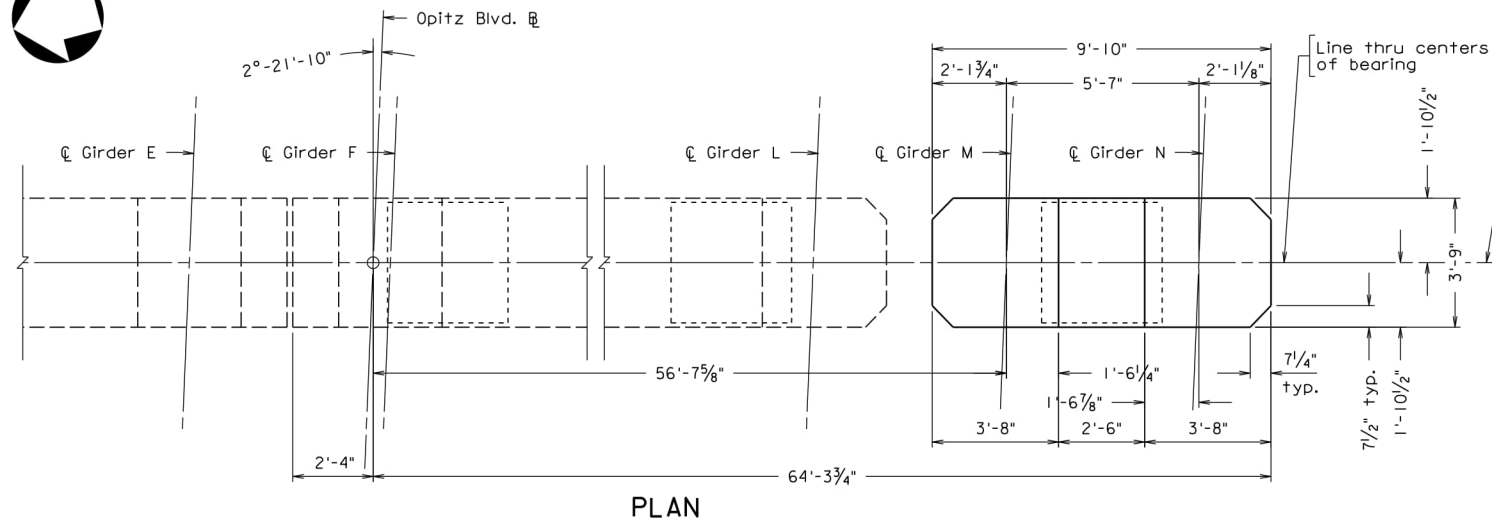 Opitz Blvd. B̵L
2°-21'-10"
9'-10"
Line thru centers
of bearing
2'-1¾"
2'-1⅛"
5'-7"
1'-10½"
℄ Girder E
℄ Girder F
℄ Girder L
℄ Girder M
℄ Girder N
3'-9"
56'-7⅝"
1'-6¼"
7¼"
typ.
1'-6⅞"
7½" typ.
1'-10½"
3'-8"
2'-6"
3'-8"
2'-4"
64'-3¾"
PLAN